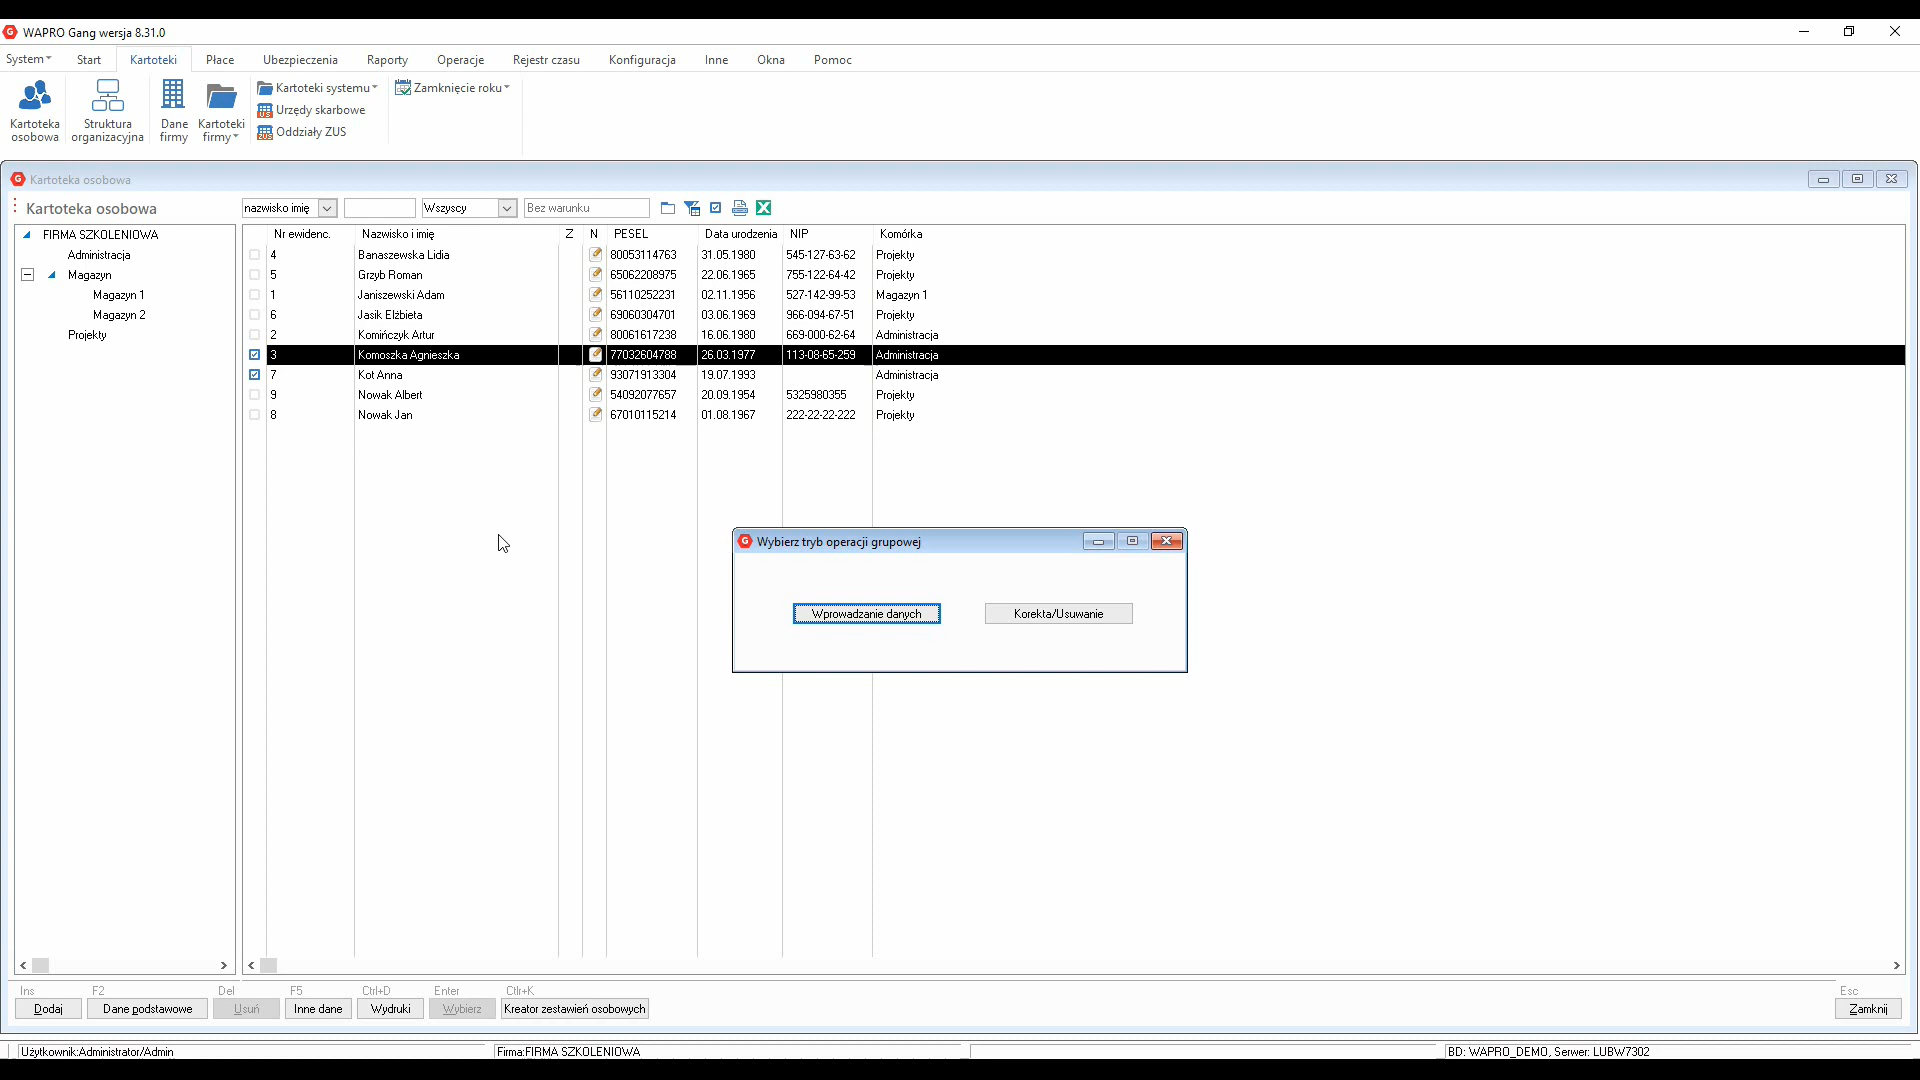 WAPRO Gang wersja 8.31.0
System Start Kartoteki Płace Ubezpieczenia Raporty Operacje Rejestr czasu Konfiguracja Inne Okna Pomoc
Kartoteka osobowa
Struktura organizacyjna
Dane firmy
Kartoteki firmy
Kartoteki systemu
Urzędy skarbowe
Oddziały ZUS
Zamknięcie roku
Kartoteka osobowa
Kartoteka osobowa nazwisko imię Wszyscy Bez warunku
FIRMA SZKOLENIOWA
Administracja
Magazyn
Magazyn 1
Magazyn 2
Projekty
Nr ewidenc. Nazwisko i imię Z N PESEL Data urodzenia NIP Komórka
4 Banaszewska Lidia 80053114763 31.05.1980 545-127-63-62 Projekty
5 Grzyb Roman 65062208975 22.06.1965 755-122-64-42 Projekty
1 Janiszewski Adam 56110252231 02.11.1956 527-142-99-53 Magazyn 1
6 Jasik Elżbieta 69060304701 03.06.1969 966-094-67-51 Projekty
2 Komińczyk Artur 80061617238 16.06.1980 669-000-62-64 Administracja
3 Komoszka Agnieszka 77032604788 26.03.1977 113-08-65-259 Administracja
7 Kot Anna 93071913304 19.07.1993 Administracja
9 Nowak Albert 54092077657 20.09.1954 5325980355 Projekty
8 Nowak Jan 67010115214 01.08.1967 222-22-22-222 Projekty
Wybierz tryb operacji grupowej
Wprowadzanie danych Korekta/Usuwanie
Ins F2 Del F5 Ctrl+D Enter Ctlr+K Esc
Dodaj Dane podstawowe Usuń Inne dane Wydruki Wybierz Kreator zestawień osobowych Zamknij
Użytkownik:Administrator/Admin Firma:FIRMA SZKOLENIOWA BD: WAPRO_DEMO, Serwer: LUBW7302